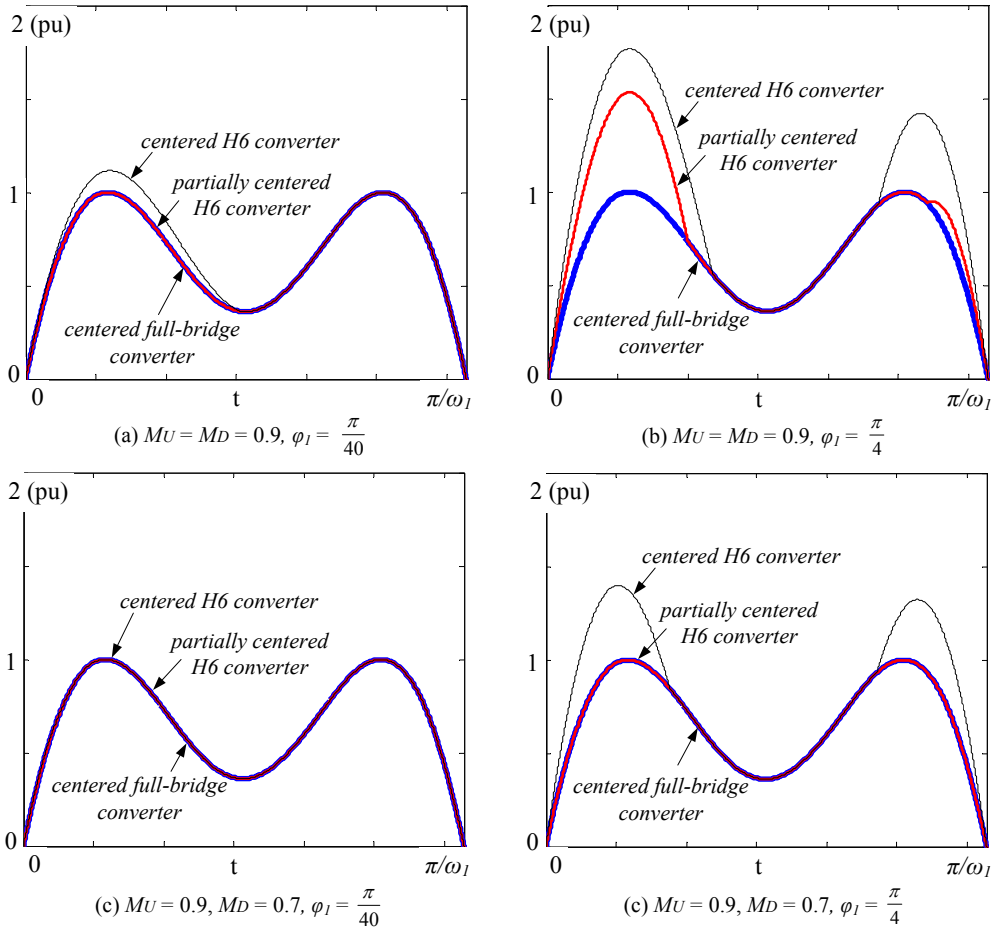 2 (pu)
centered H6 converter
partially centered
H6 converter
1
centered full-bridge
converter
0
0
t
π/ω1
(a) MU = MD = 0.9, φ1 = π/40
2 (pu)
centered H6 converter
partially centered
H6 converter
1
centered full-bridge
converter
0
0
t
π/ω1
(b) MU = MD = 0.9, φ1 = π/4
2 (pu)
centered H6 converter
partially centered
H6 converter
1
centered full-bridge
converter
0
0
t
π/ω1
(c) MU = 0.9, MD = 0.7, φ1 = π/40
2 (pu)
centered H6 converter
partially centered
H6 converter
1
centered full-bridge
converter
0
0
t
π/ω1
(c) MU = 0.9, MD = 0.7, φ1 = π/4